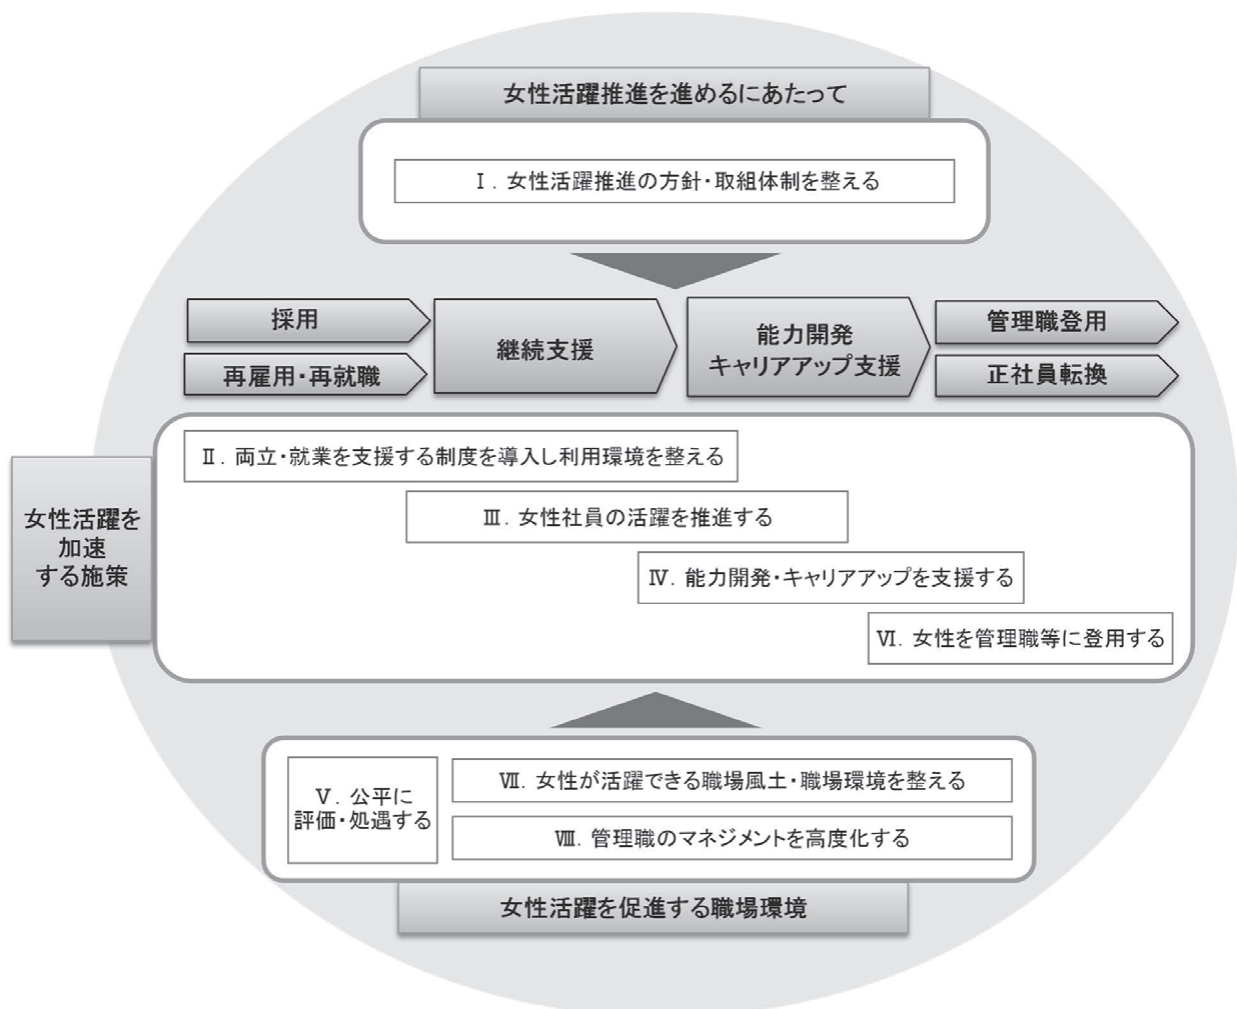 女性活躍推進を進めるにあたって
Ⅰ. 女性活躍推進の方針・取組体制を整える
採用
再雇用・再就職
継続支援
能力開発
キャリアアップ支援
管理職登用
正社員転換
女性活躍を
加速
する施策
Ⅱ. 両立・就業を支援する制度を導入し利用環境を整える
Ⅲ. 女性社員の活躍を推進する
Ⅳ. 能力開発・キャリアアップを支援する
Ⅵ. 女性を管理職等に登用する
Ⅴ. 公平に
評価・処遇する
Ⅶ. 女性が活躍できる職場風土・職場環境を整える
Ⅷ. 管理職のマネジメントを高度化する
女性活躍を促進する職場環境